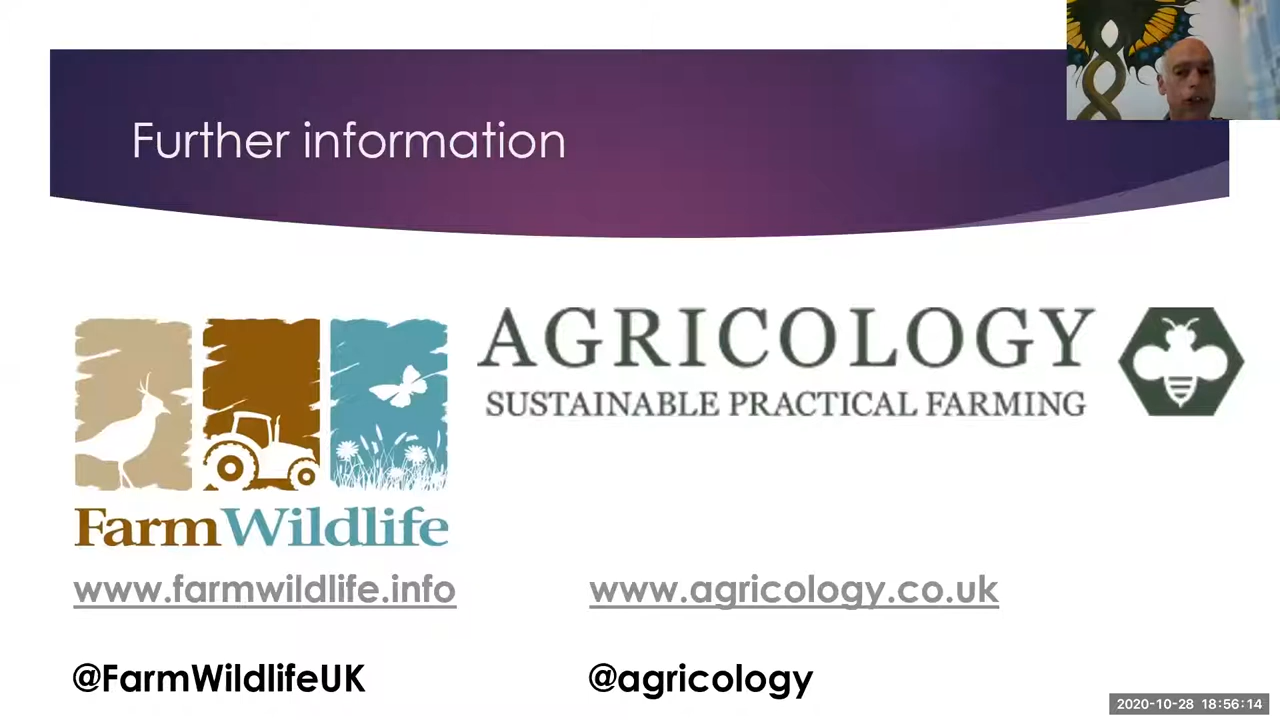 Further information
AGRICOLOGY
SUSTAINABLE PRACTICAL FARMING
FarmWildlife
www.farmwildlife.info
www.agricology.co.uk
@FarmWildlifeUK
@agricology
2020-10-28 18:56:14